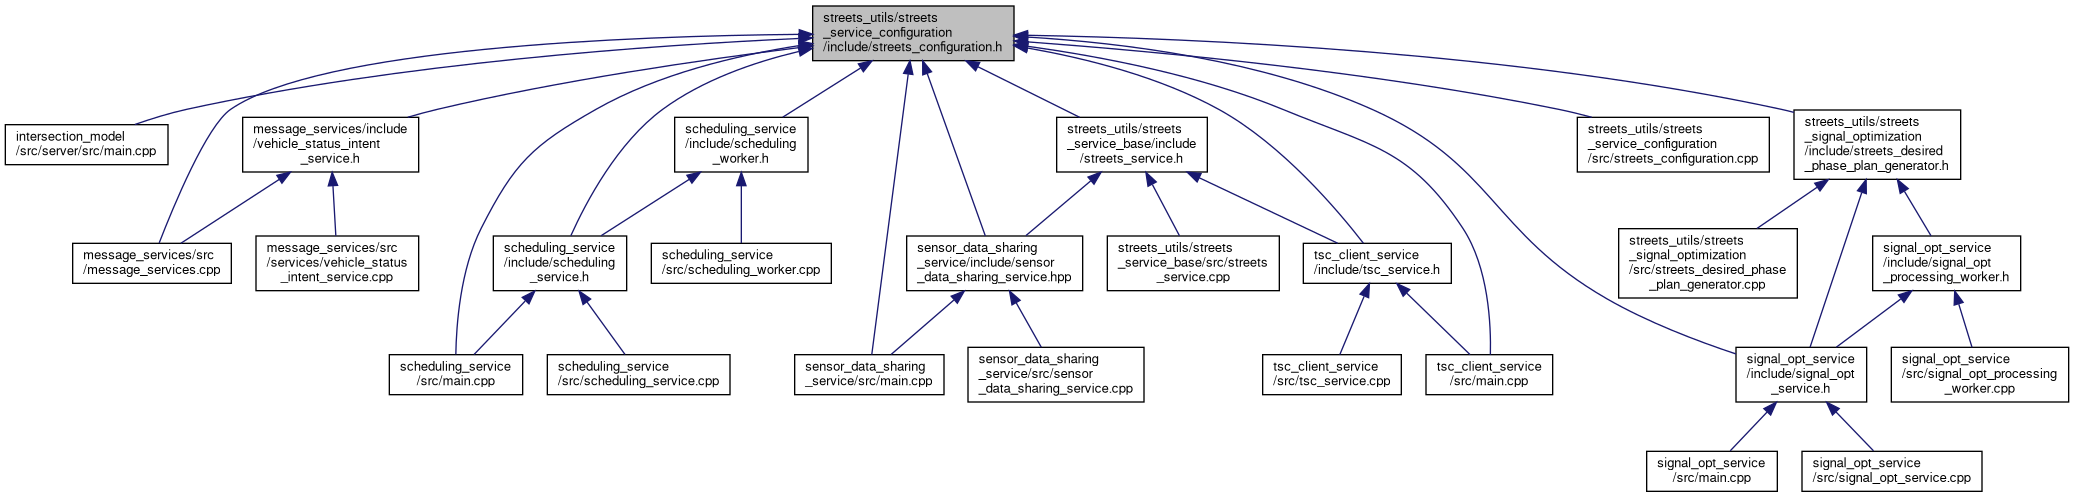 streets_utils/streets
_service_configuration
/include/streets_configuration.h
intersection_model
/src/server/src/main.cpp
message_services/include
/vehicle_status_intent
_service.h
scheduling_service
/include/scheduling
_worker.h
streets_utils/streets
_service_base/include
/streets_service.h
streets_utils/streets
_service_configuration
/src/streets_configuration.cpp
streets_utils/streets
_signal_optimization
/include/streets_desired
_phase_plan_generator.h
message_services/src
/message_services.cpp
message_services/src
/services/vehicle_status
_intent_service.cpp
scheduling_service
/include/scheduling
_service.h
scheduling_service
/src/scheduling_worker.cpp
sensor_data_sharing
_service/include/sensor
_data_sharing_service.hpp
streets_utils/streets
_service_base/src/streets
_service.cpp
tsc_client_service
/include/tsc_service.h
streets_utils/streets
_signal_optimization
/src/streets_desired_phase
_plan_generator.cpp
signal_opt_service
/include/signal_opt
_processing_worker.h
scheduling_service
/src/main.cpp
scheduling_service
/src/scheduling_service.cpp
sensor_data_sharing
_service/src/main.cpp
sensor_data_sharing
_service/src/sensor
_data_sharing_service.cpp
tsc_client_service
/src/tsc_service.cpp
tsc_client_service
/src/main.cpp
signal_opt_service
/include/signal_opt
_service.h
signal_opt_service
/src/signal_opt_processing
_worker.cpp
signal_opt_service
/src/main.cpp
signal_opt_service
/src/signal_opt_service.cpp